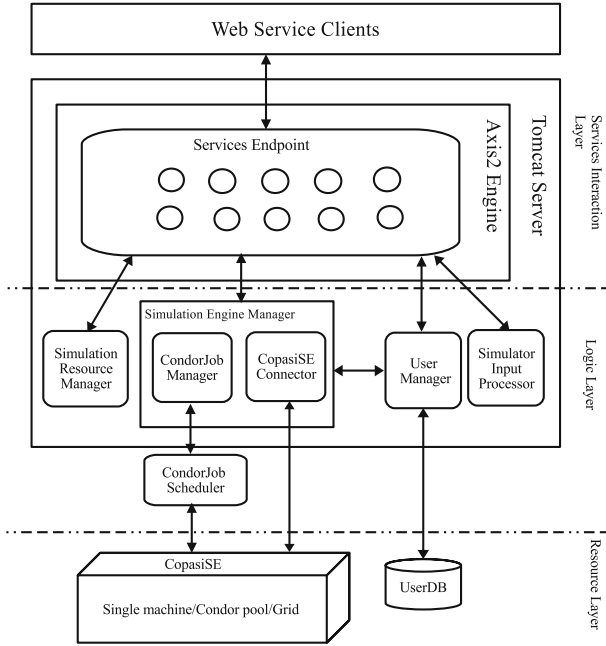 Web Service Clients
Services Endpoint
Axis2 Engine
Tomcat Server
Services Interaction
Layer
Simulation Engine Manager
Simulation
Resource
Manager
CondorJob
Manager
CopasiSE
Connector
User
Manager
Simulator
Input
Processor
Logic Layer
CondorJob
Scheduler
CopasiSE
Single machine/Condor pool/Grid
UserDB
Resource Layer